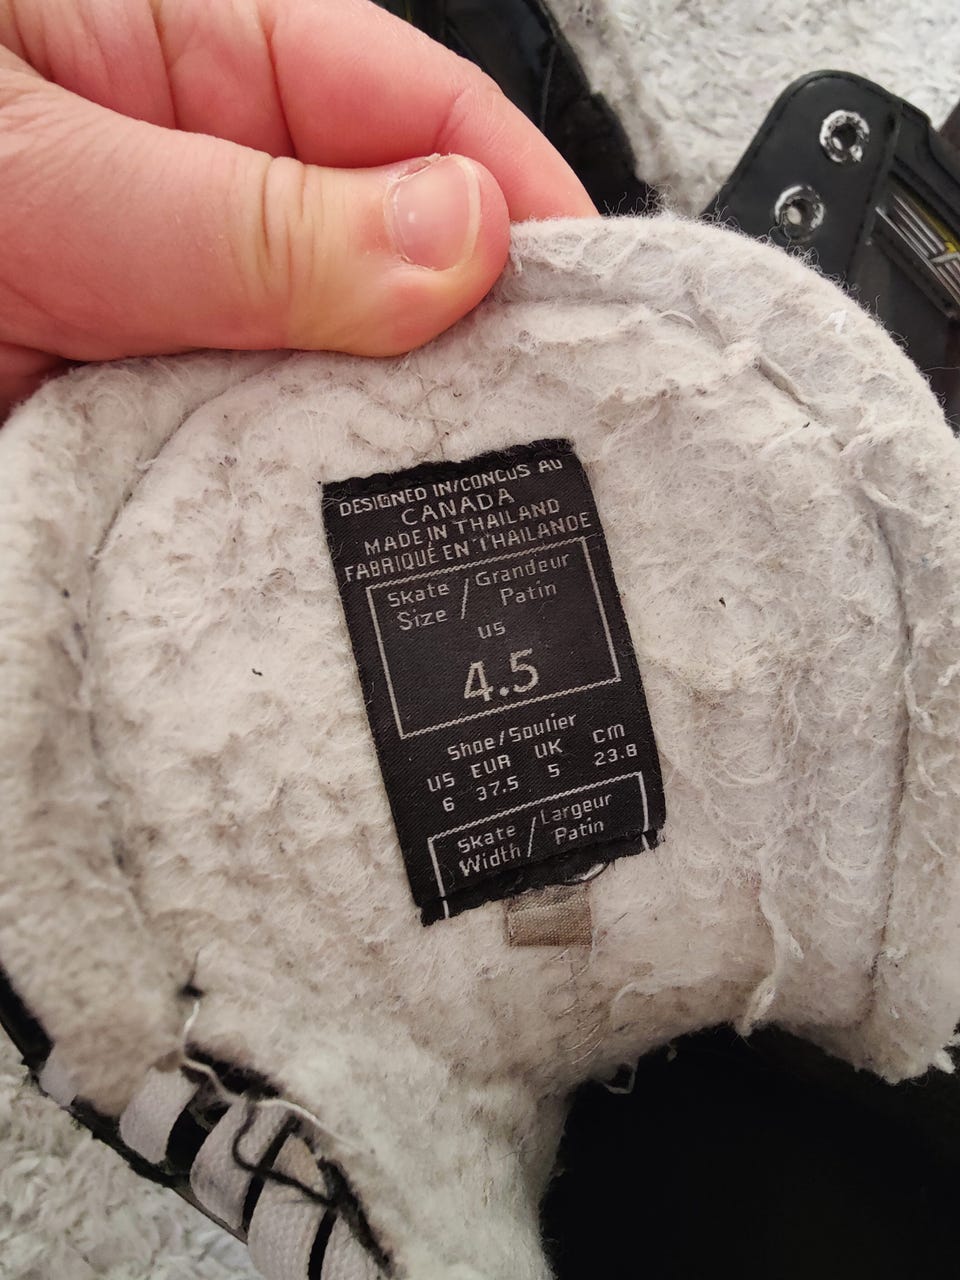 DESIGNED IN/CONCUS AU
CANADA
MADE IN THAILAND
FABRIQUÉ EN THAILANDE
Skate Size / Grandeur Patin
US
4.5
Shoe/Soulier
US EUR UK Cm
6 37.5 5 23.8
Skate Width / Largeur Patin